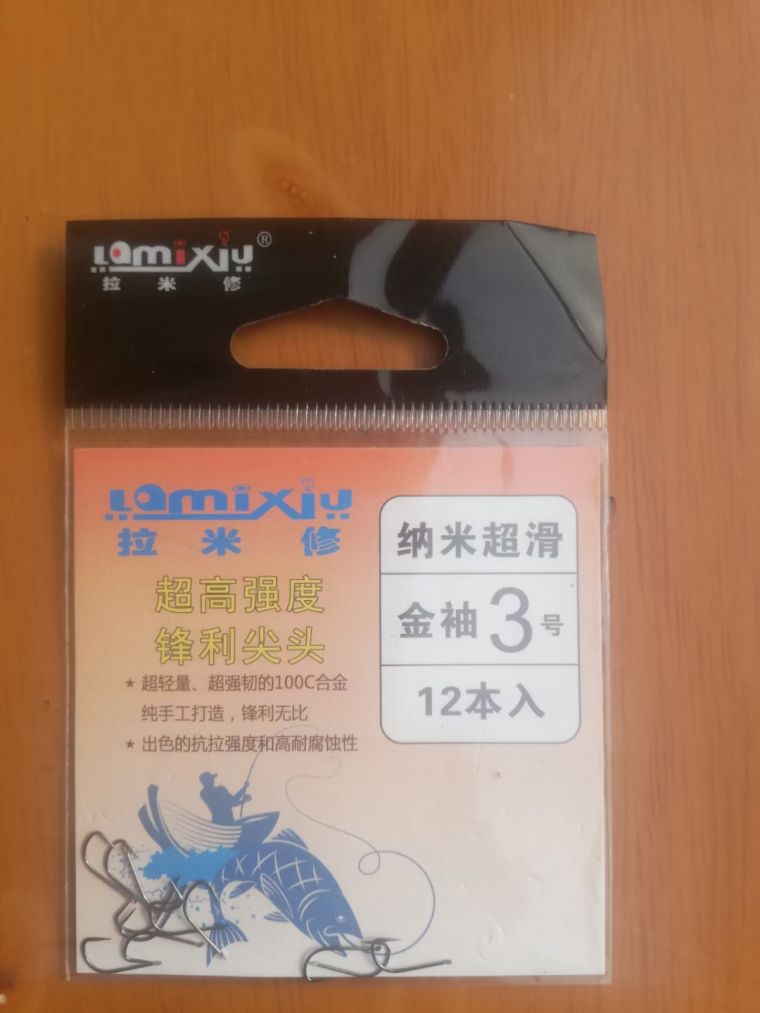 Lamixiu®
拉米修
Lamixiu
拉米修
超高强度
锋利尖头
★ 超轻量、超强韧的100C合金
纯手工打造，锋利无比
★ 出色的抗拉强度和高耐腐蚀性
纳米超滑
金袖3号
12本入